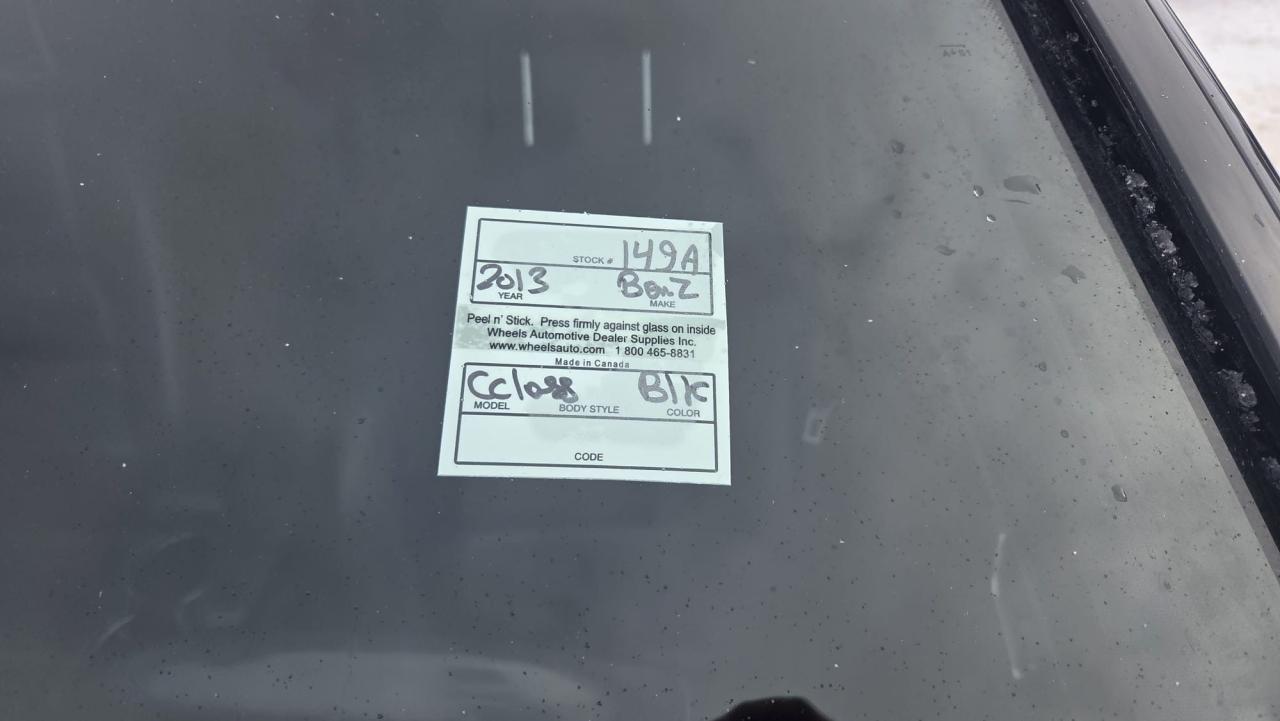 STOCK # 149A
2013 Benz
YEAR MAKE
Peel n' Stick. Press firmly against glass on inside
Wheels Automotive Dealer Supplies Inc.
www.wheelsauto.com 1 800 465-8831
Made in Canada
Cclass Blk
MODEL BODY STYLE COLOR
CODE